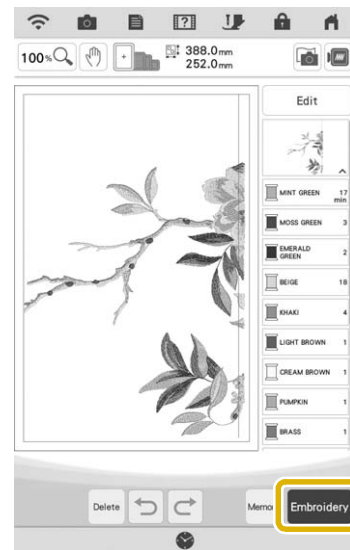 100%
388.0mm
252.0mm
Edit
MINT GREEN 17 min
MOSS GREEN 3
EMERALD GREEN 2
BEIGE 18
KHAKI 4
LIGHT BROWN 1
CREAM BROWN 1
PUMPKIN 1
BRASS 1
Delete
Memo
Embroidery